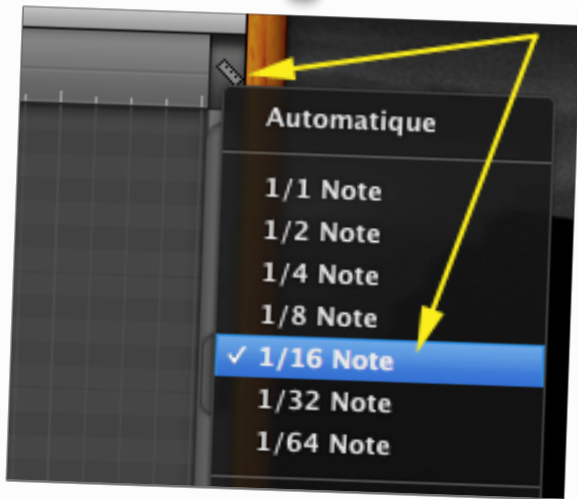 Automatique
1/1 Note
1/2 Note
1/4 Note
1/8 Note
✓ 1/16 Note
1/32 Note
1/64 Note